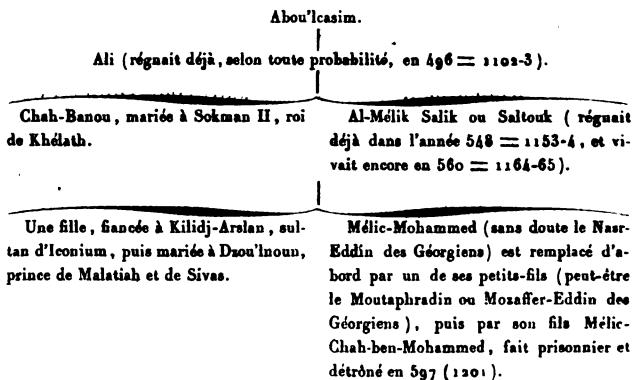 Abou'lcasim.
Ali (régnait déjà, selon toute probabilité, en 496 = 1102-3).
Chah-Banou, mariée à Sokman II, roi
de Khélath.
Al-Mélik Salik ou Saltouk (régnait
déjà dans l'année 548 = 1153-4, et vi-
vait encore en 560 = 1164-65).
Une fille, fiancée à Kilidj-Arslan, sul-
tan d'Iconium, puis mariée à Dzou'lnoun,
prince de Malatiah et de Sivas.
Mélic-Mohammed (sans doute le Nasr-
Eddin des Géorgiens) est remplacé d'a-
bord par un de ses petits-fils (peut-être
le Moutaphradin ou Mozaffer-Eddin des
Géorgiens), puis par son fils Mélic-
Chah-ben-Mohammed, fait prisonnier et
détrôné en 597 (1201).